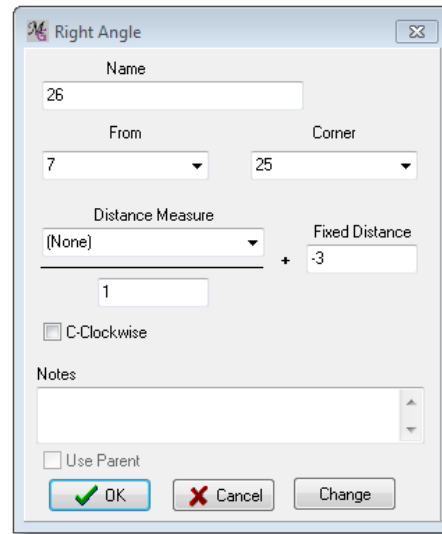 Right Angle
Name
26
From Corner
7 25
Distance Measure
Fixed Distance
(None)
+ -3
1
C-Clockwise
Notes
Use Parent
OK Cancel Change